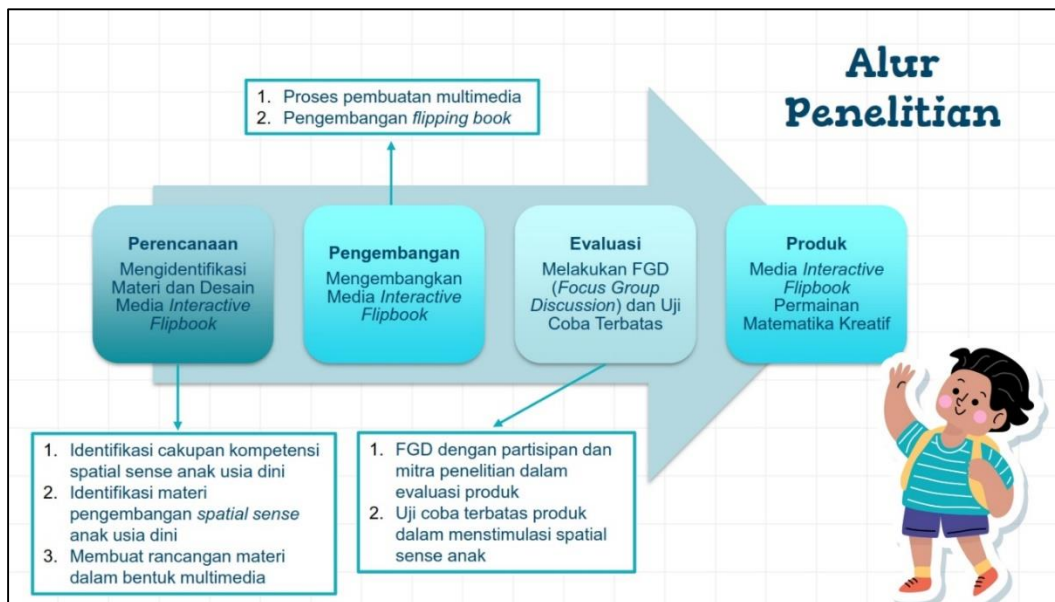 Alur
Penelitian
1. Proses pembuatan multimedia
2. Pengembangan flipping book
Perencanaan
Mengidentifikasi
Materi dan Desain
Media Interactive
Flipbook
Pengembangan
Mengembangkan
Media Interactive
Flipbook
Evaluasi
Melakukan FGD
(Focus Group
Discussion) dan Uji
Coba Terbatas
Produk
Media Interactive
Flipbook
Permainan
Matematika Kreatif
1. Identifikasi cakupan kompetensi
spatial sense anak usia dini
2. Identifikasi materi
pengembangan spatial sense
anak usia dini
3. Membuat rancangan materi
dalam bentuk multimedia
1. FGD dengan partisipan dan
mitra penelitian dalam
evaluasi produk
2. Uji coba terbatas produk
dalam menstimulasi spatial
sense anak